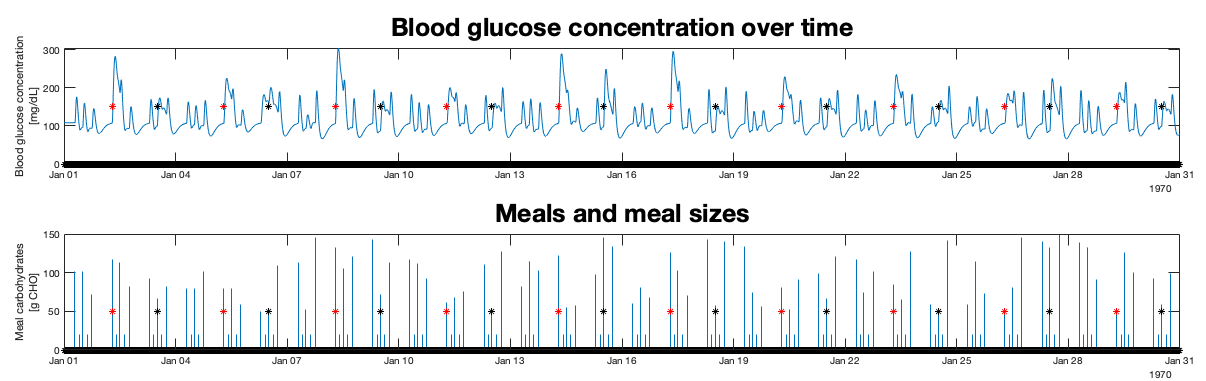 Blood glucose concentration over time
Blood glucose concentration
[mg/dL]
300
200
100
0
Jan 01 Jan 04 Jan 07 Jan 10 Jan 13 Jan 16 Jan 19 Jan 22 Jan 25 Jan 28 Jan 31
1970
Meals and meal sizes
Meal carbohydrates
[g CHO]
150
100
50
0
Jan 01 Jan 04 Jan 07 Jan 10 Jan 13 Jan 16 Jan 19 Jan 22 Jan 25 Jan 28 Jan 31
1970